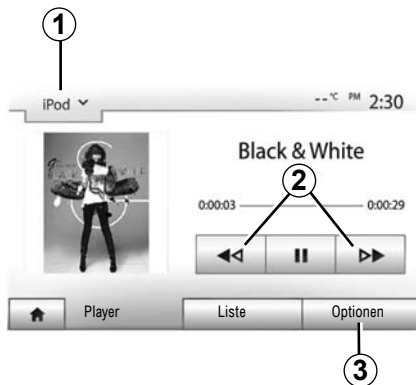 1
iPod
--°C PM 2:30
Black & White
2
0:00:03 0:00:29
Player Liste Optionen
3